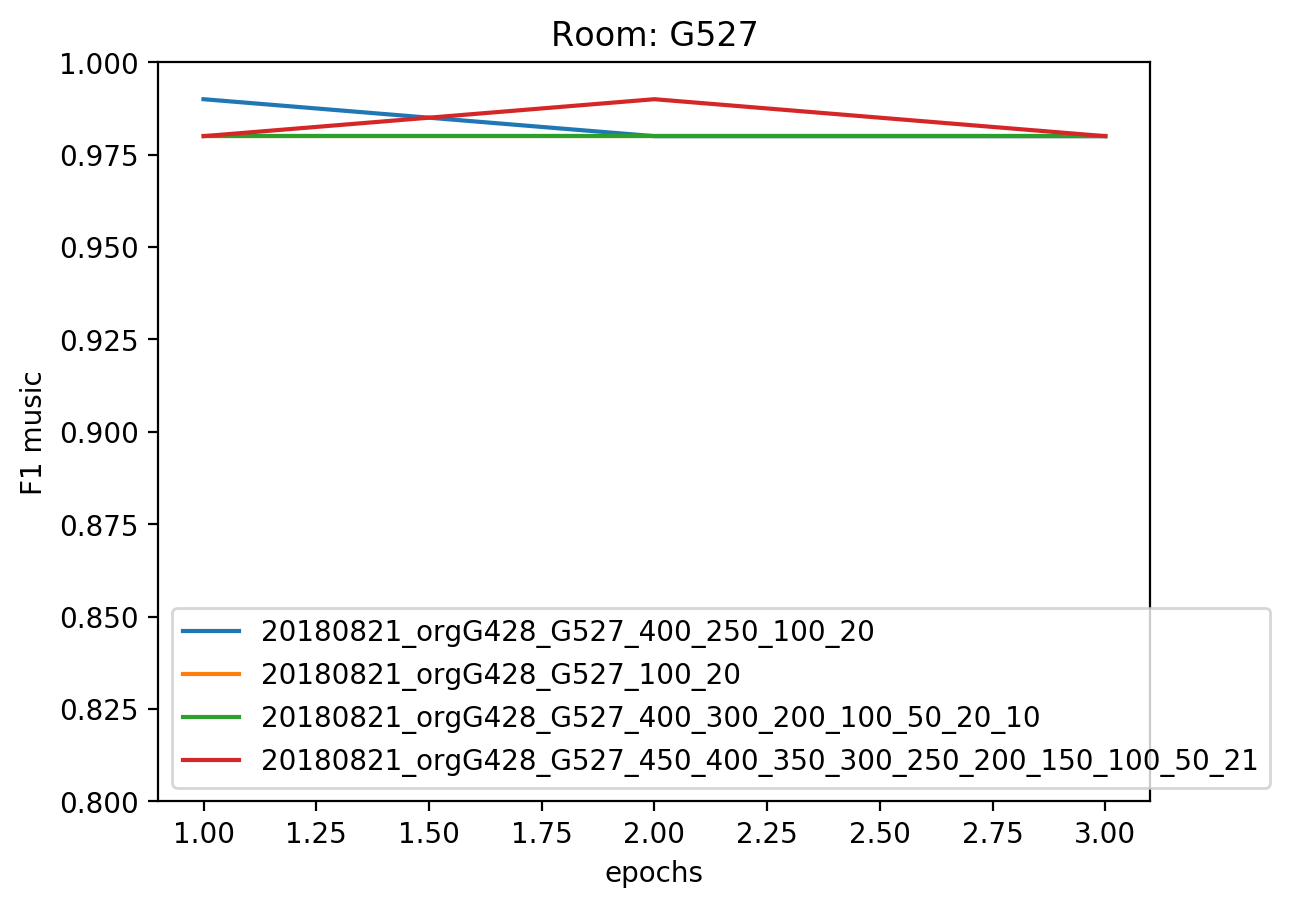 Room: G527
1.000
0.975
0.950
0.925
0.900
0.875
0.850
0.825
0.800
F1 music
20180821_orgG428_G527_400_250_100_20
20180821_orgG428_G527_100_20
20180821_orgG428_G527_400_300_200_100_50_20_10
20180821_orgG428_G527_450_400_350_300_250_200_150_100_50_21
1.00 1.25 1.50 1.75 2.00 2.25 2.50 2.75 3.00
epochs